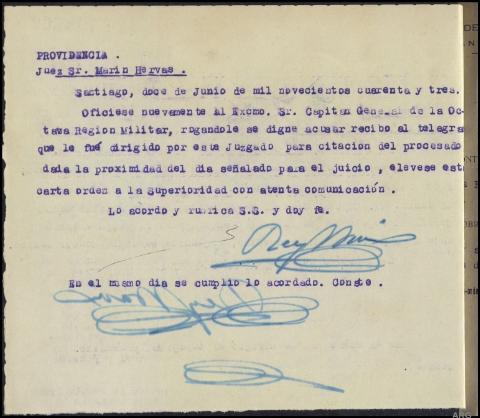 PROVIDENCIA .
Juez Sr. Marin Hervas .
Santiago, doce de Junio de mil novecientos cuarenta y tres.
Oficiese nuevamente al Excmo. Sr. Capitan General de la Oc-
tava Region Militar, rogandole se digne acusar recibo al telegra
que le fué dirigido por este Juzgado para citacion del procesado
dada la proximidad del dia señalado para el juicio , elevese est
carta orden a la Superioridad con atenta comunicación .
Lo acordo y rubrica S.S. y doy fe.
En el mismo dia se cumplio lo acordado. Conste .